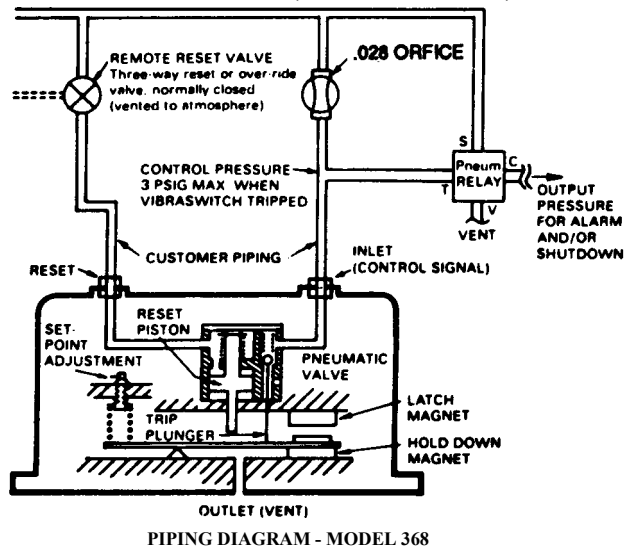 REMOTE RESET VALVE
Three-way reset or over-ride
valve, normally closed
(vented to atmosphere)
.028 ORFICE
CONTROL PRESSURE
3 PSIG MAX WHEN
VIBRASWITCH TRIPPED
S
Pneum.
RELAY
C
T
V
VENT
OUTPUT
PRESSURE
FOR ALARM
AND/OR
SHUTDOWN
CUSTOMER PIPING
RESET
INLET
(CONTROL SIGNAL)
RESET
PISTON
SET-
POINT
ADJUSTMENT
PNEUMATIC
VALVE
TRIP
PLUNGER
LATCH
MAGNET
HOLD DOWN
MAGNET
OUTLET (VENT)
PIPING DIAGRAM - MODEL 368